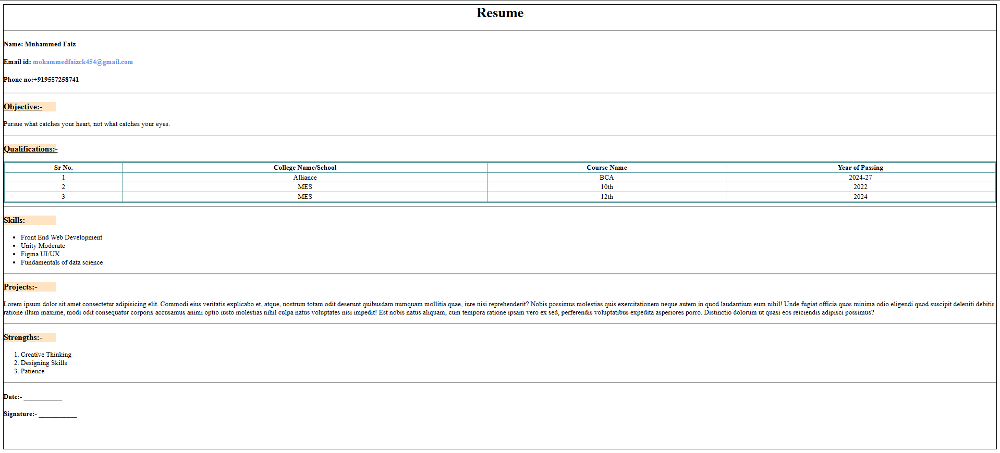 Resume
Name: Muhammed Faiz
Email id: mohammedfaizck454@gmail.com
Phone no:+919557258741
Objective:-
Pursue what catches your heart, not what catches your eyes.
Qualifications:-
Sr No. College Name/School Course Name Year of Passing
1 Alliance BCA 2024-27
2 MES 10th 2022
3 MES 12th 2024
Skills:-
• Front End Web Development
• Unity Moderate
• Figma UI/UX
• Fundamentals of data science
Projects:-
Lorem ipsum dolor sit amet consectetur adipisicing elit. Commodi eius veritatis explicabo et, atque, nostrum totam odit deserunt quibusdam numquam mollitia quae, iure nisi reprehenderit? Nobis possimus molestias quis exercitationem neque autem in quod laudantium eum nihil! Unde fugiat officia quos minima odio eligendi quod suscipit deleniti debitis
ratione illum maxime, modi odit consequatur corporis accusamus animi optio iusto molestias nihil culpa natus voluptates nisi impedit! Est nobis natus aliquam, cum tempora ratione ipsam vero ex sed, perferendis voluptatibus expedita asperiores porro. Distinctio dolorum ut quasi eos reiciendis adipisci possimus?
Strengths:-
1. Creative Thinking
2. Designing Skills
3. Patience
Date:- ___________
Signature:- ___________